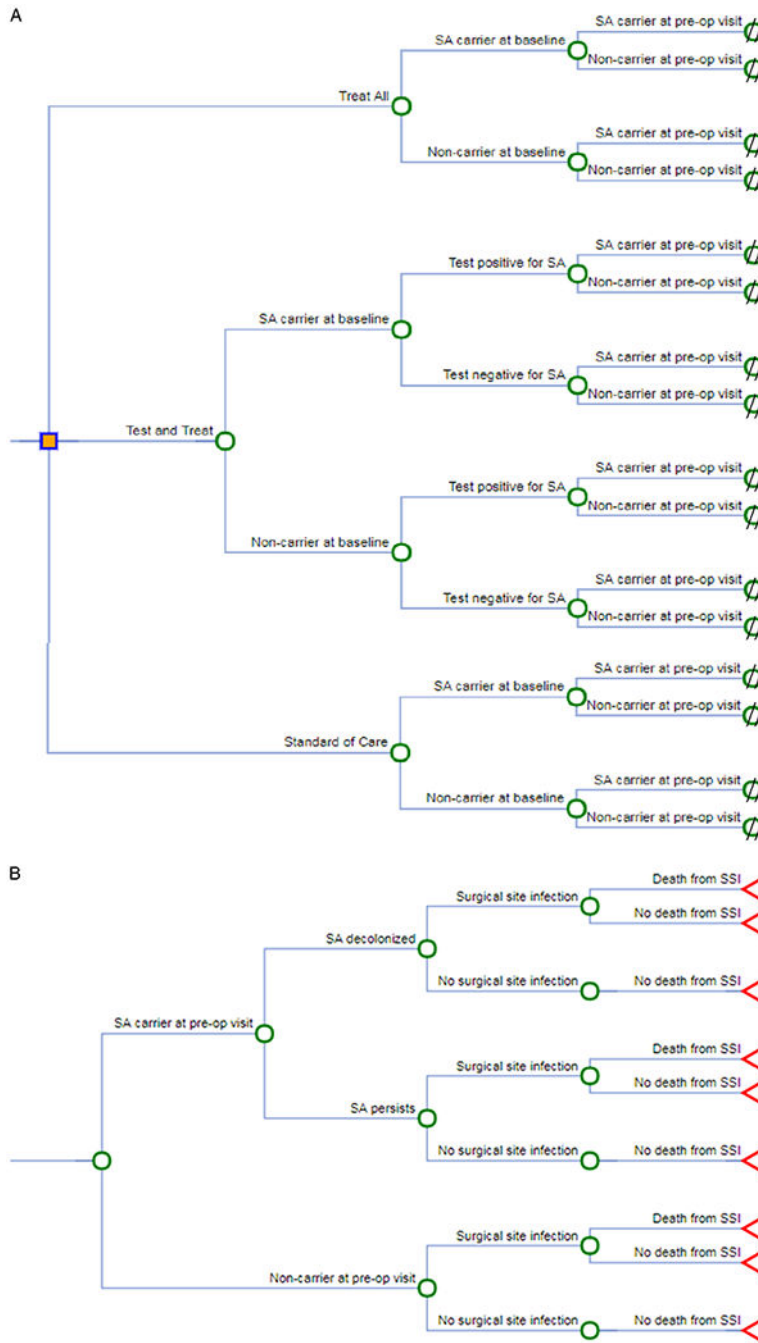 A
SA carrier at pre-op visit
SA carrier at baseline
Non-carrier at pre-op visit
Treat All
SA carrier at pre-op visit
Non-carrier at baseline
Non-carrier at pre-op visit
SA carrier at pre-op visit
Test positive for SA
Non-carrier at pre-op visit
SA carrier at baseline
SA carrier at pre-op visit
Test negative for SA
Non-carrier at pre-op visit
Test and Treat
SA carrier at pre-op visit
Test positive for SA
Non-carrier at pre-op visit
Non-carrier at baseline
SA carrier at pre-op visit
Test negative for SA
Non-carrier at pre-op visit
SA carrier at pre-op visit
SA carrier at baseline
Non-carrier at pre-op visit
Standard of Care
SA carrier at pre-op visit
Non-carrier at baseline
Non-carrier at pre-op visit
B
Death from SSI
Surgical site infection
No death from SSI
SA decolonized
No surgical site infection
No death from SSI
SA carrier at pre-op visit
Death from SSI
Surgical site infection
No death from SSI
SA persists
No surgical site infection
No death from SSI
Death from SSI
Surgical site infection
No death from SSI
Non-carrier at pre-op visit
No surgical site infection
No death from SSI